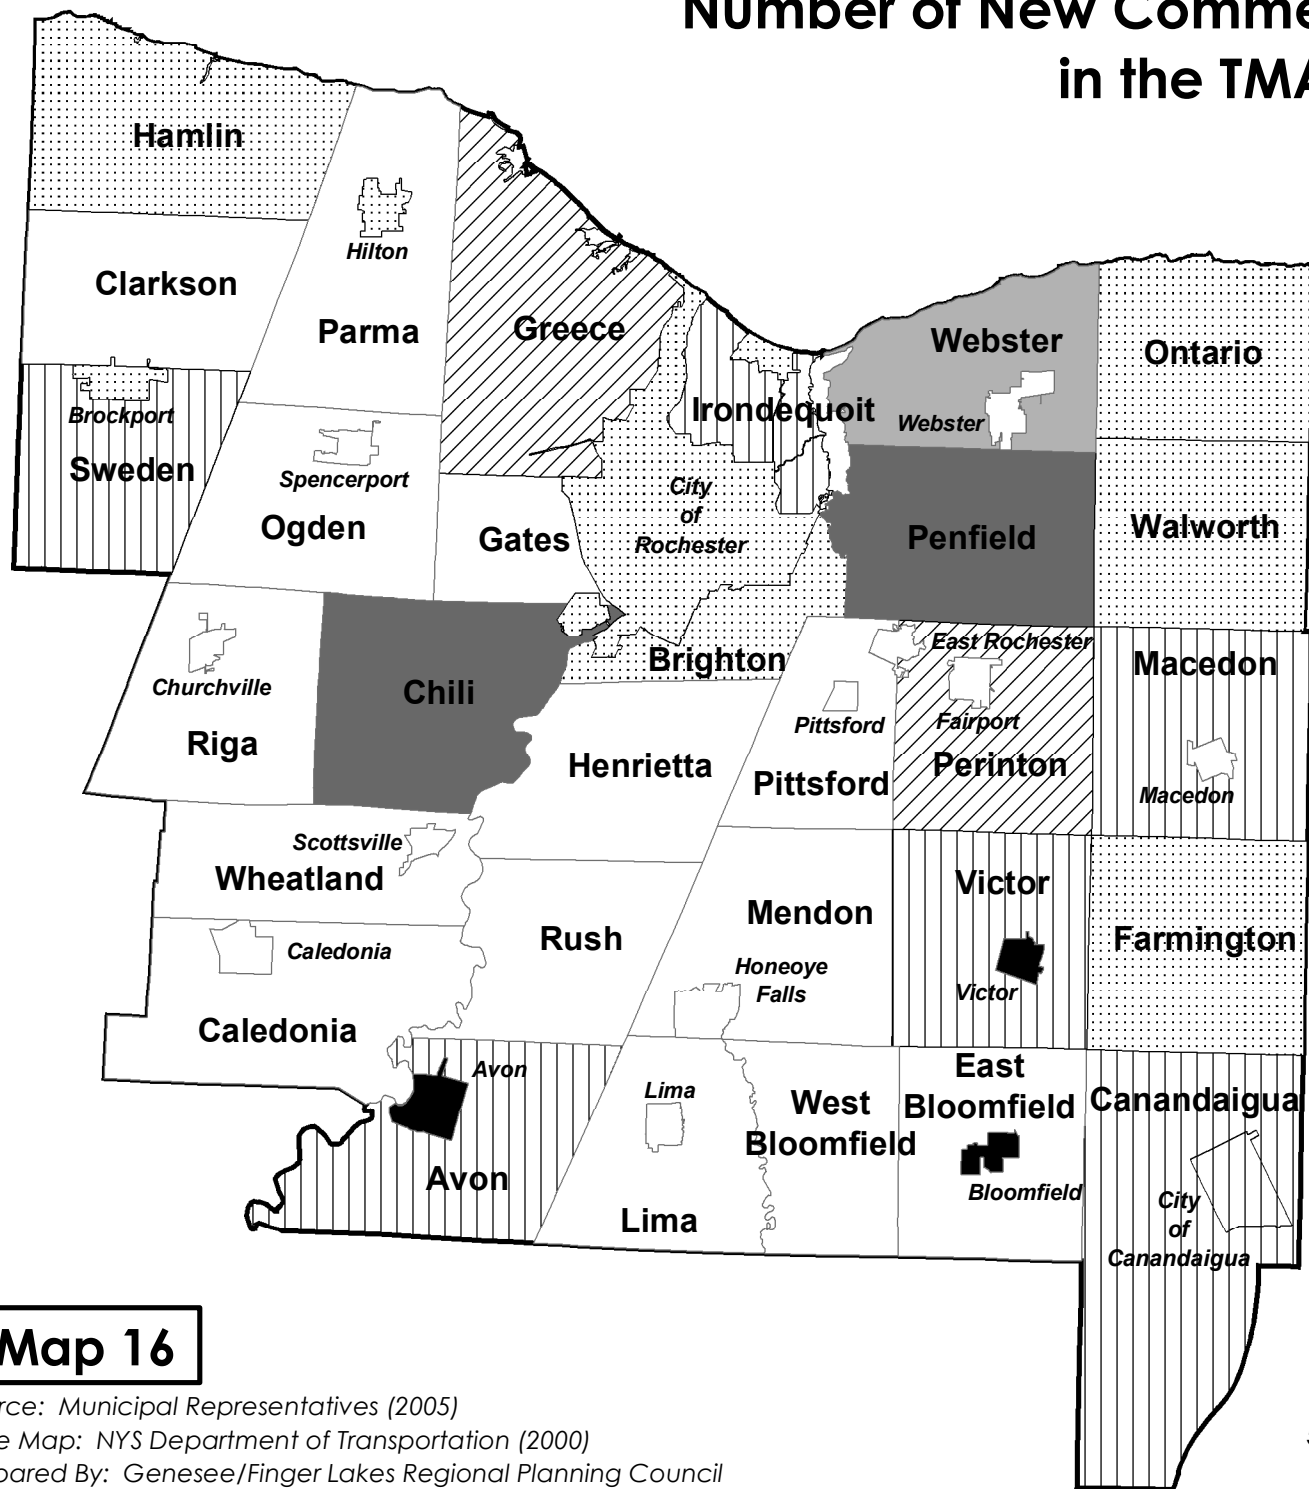 Number of New Comme
in the TMA
Hamlin
Hilton
Clarkson
Parma
Greece
Webster
Ontario
Irondequoit
Brockport
Webster
Sweden
Spencerport
City
of
Rochester
Ogden
Gates
Penfield
Walworth
East Rochester
Brighton
Macedon
Churchville
Chili
Pittsford
Fairport
Riga
Henrietta
Pittsford
Perinton
Macedon
Scottsville
Wheatland
Victor
Mendon
Rush
Farmington
Caledonia
Honeoye
Falls
Victor
Caledonia
Avon
East
Bloomfield
Lima
West
Bloomfield
Canandaigua
Avon
Bloomfield
City
of
Canandaigua
Lima
Map 16
rce: Municipal Representatives (2005)
e Map: NYS Department of Transportation (2000)
pared By: Genesee/Finger Lakes Regional Planning Council